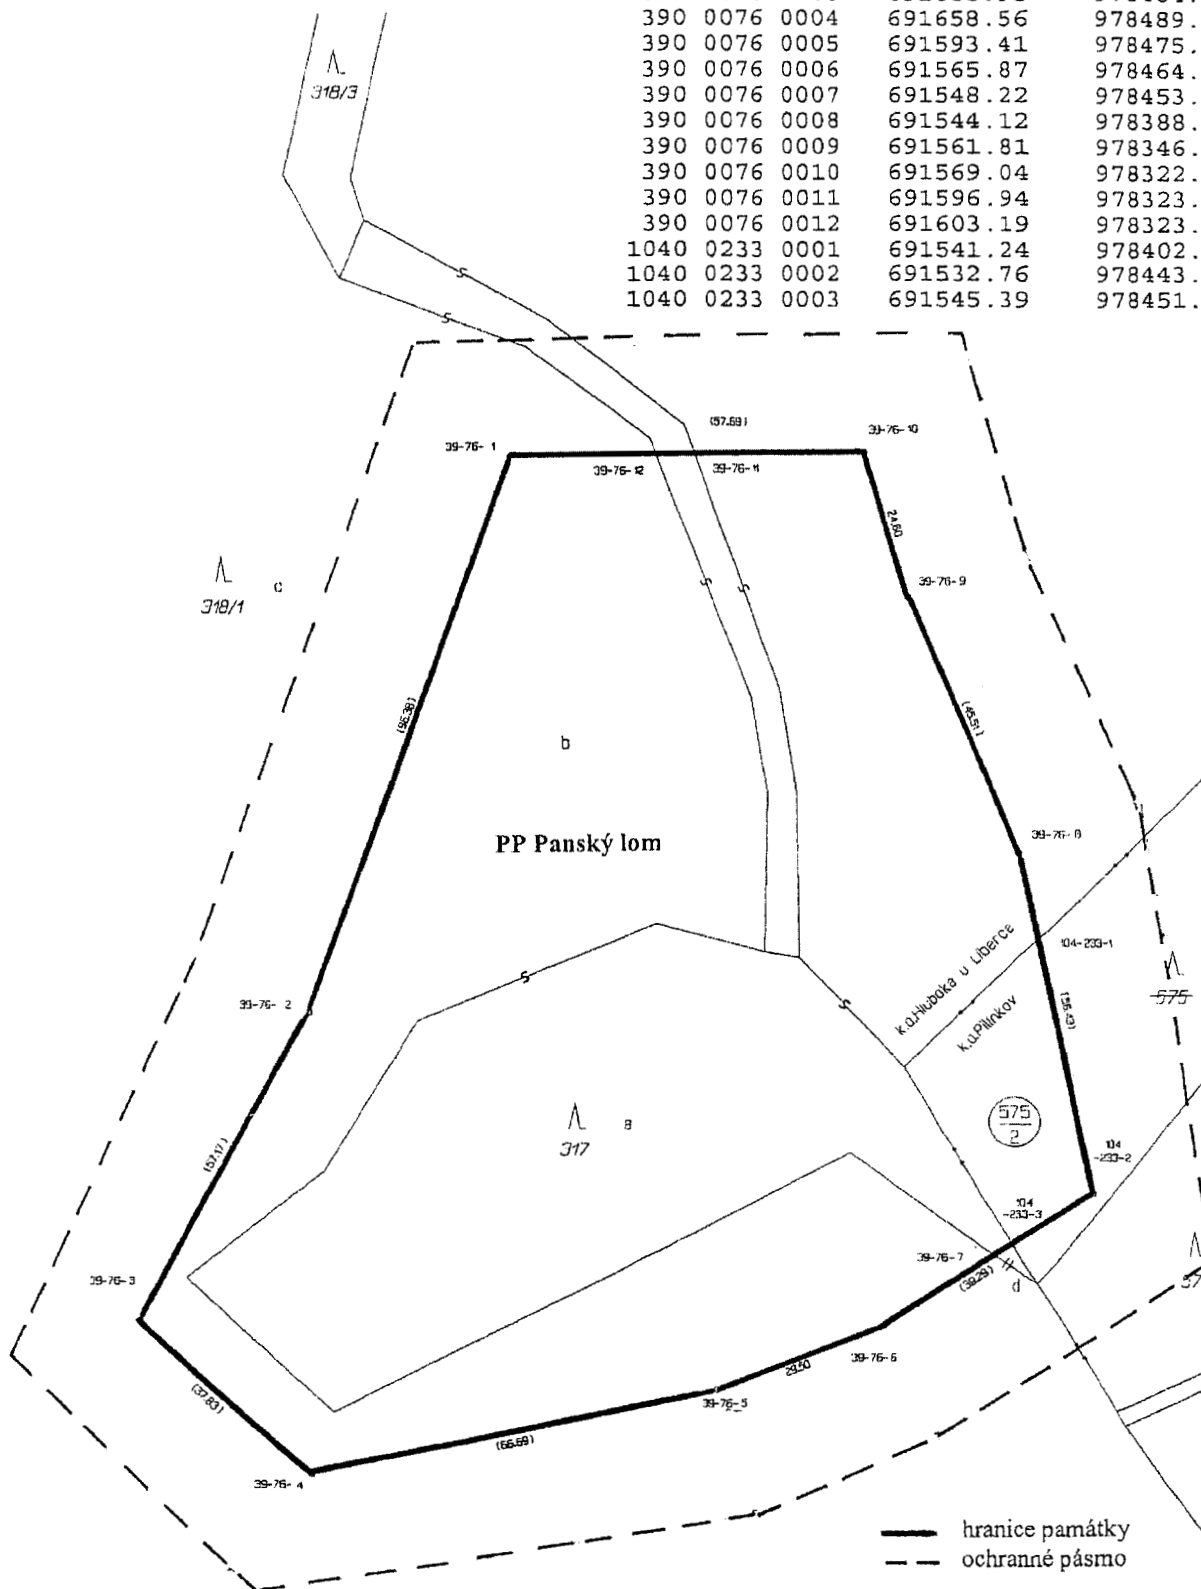 390 0076 0004 691658.56 978489.
390 0076 0005 691593.41 978475.
390 0076 0006 691565.87 978464.
390 0076 0007 691548.22 978453.
390 0076 0008 691544.12 978388.
390 0076 0009 691561.81 978346.
390 0076 0010 691569.04 978322.
390 0076 0011 691596.94 978323.
390 0076 0012 691603.19 978323.
1040 0233 0001 691541.24 978402.
1040 0233 0002 691532.76 978443.
1040 0233 0003 691545.39 978451.
318/3
(57.69)
39-76-10
39-76-1
39-76-12
39-76-11
24.60
39-76-9
318/1
c
(96.38)
(45.51)
b
PP Panský lom
39-76-8
104-233-1
k.ú.Hluboká u Liberce
k.ú.Pilínkov
39-76-2
(56.43)
575
575
2
317
a
104
-233-2
104
-233-3
(57.17)
39-76-7
(38.29)
d
39-76-3
57
39-76-6
29.50
39-76-5
(37.83)
(66.69)
39-76-4
hranice památky
ochranné pásmo